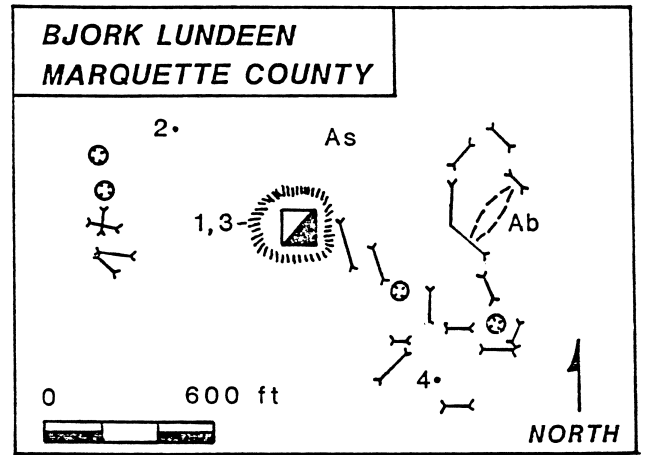 BJORK LUNDEEN
MARQUETTE COUNTY
2•
As
1,3-
Ab
4•
0 600 ft
NORTH